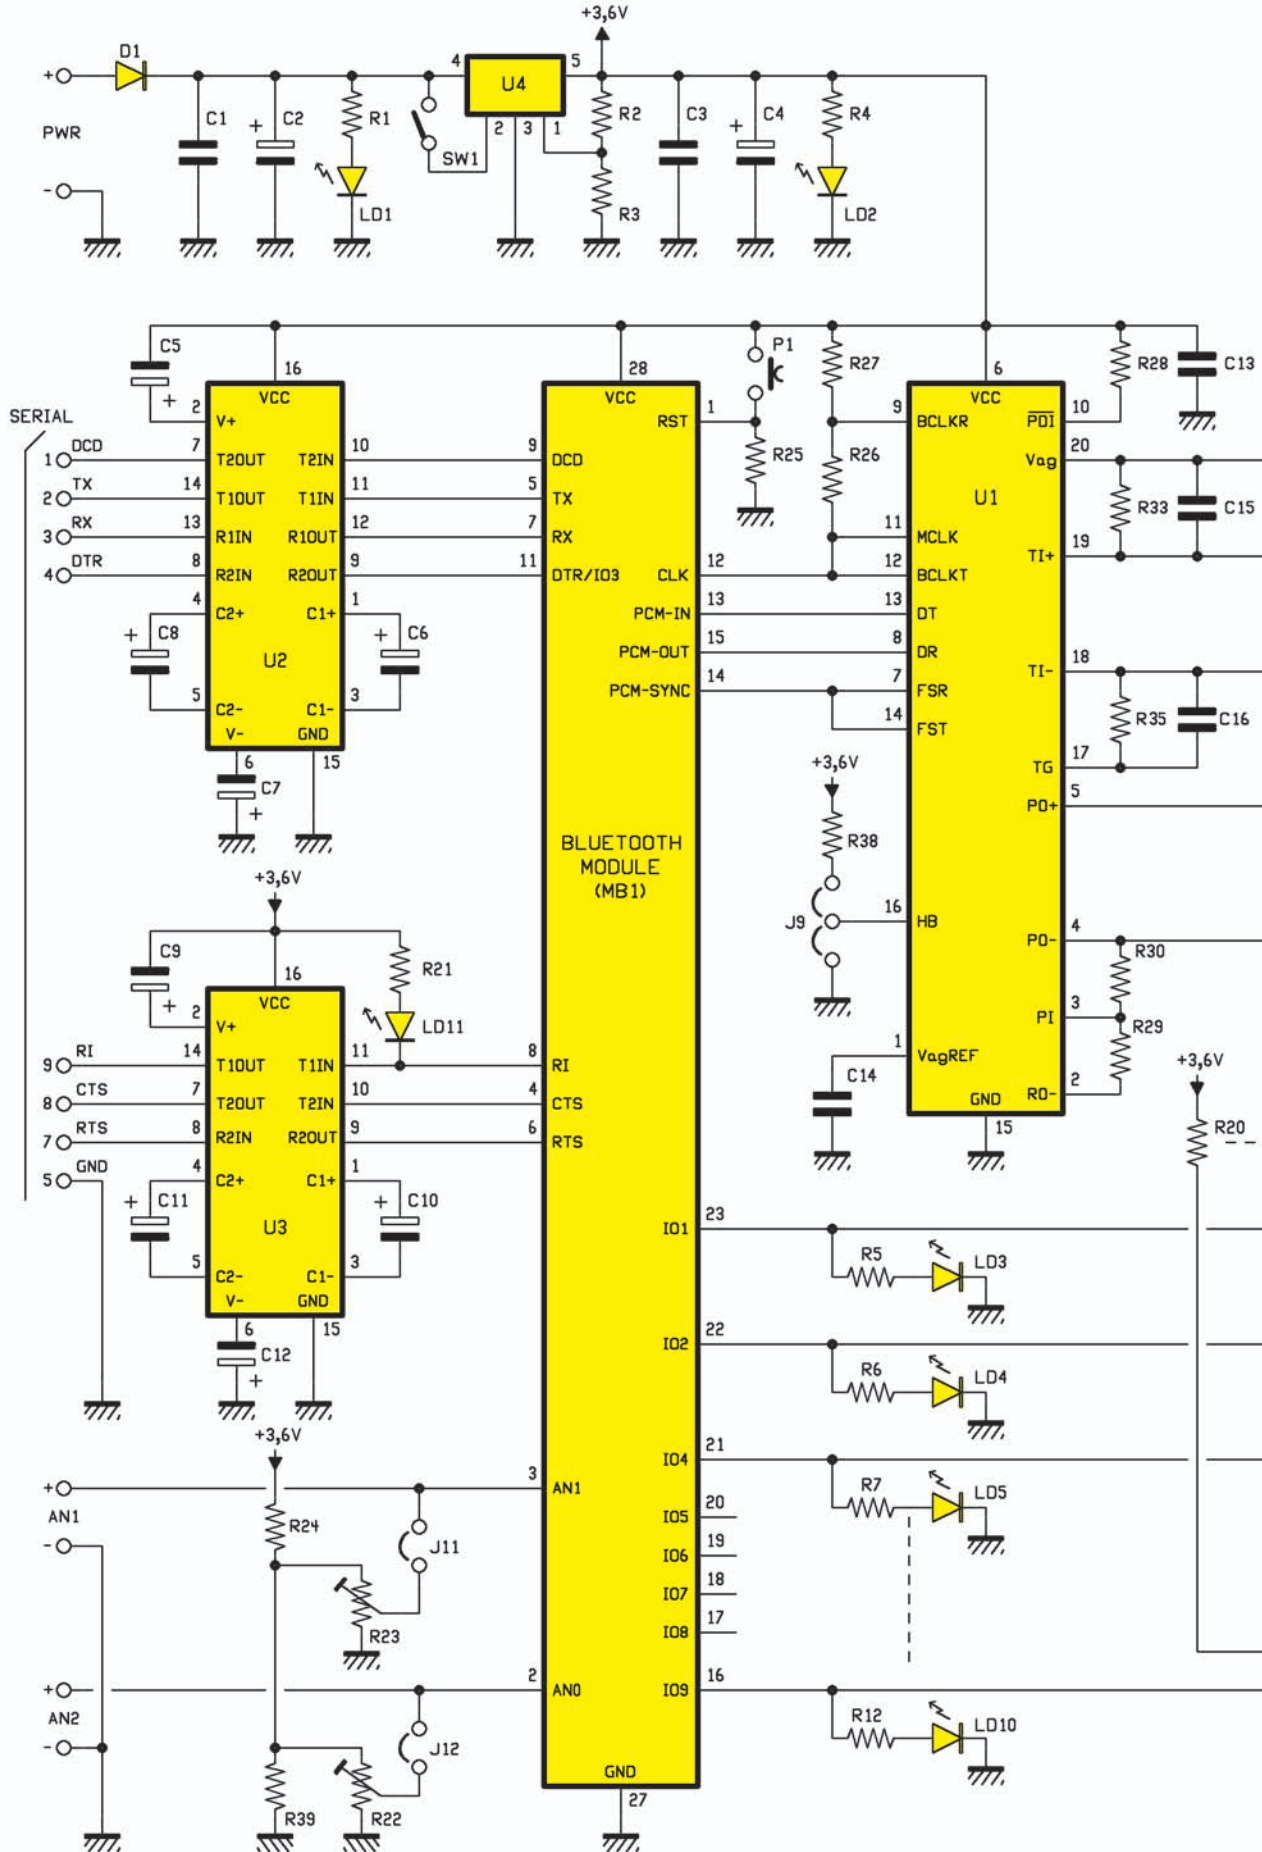 +3,6V
D1
+
4
U4
5
PWR
C1
+
C2
R1
SW1
2
3
1
R2
C3
+
C4
R4
-
LD1
R3
LD2
C5
+
16
VCC
28
VCC
P1
R27
6
VCC
R28
C13
SERIAL
2
V+
1
RST
9
BCLKR
10
PDI
1
DCD
7
T2OUT
T2IN
10
9
DCD
R25
R26
Vag
20
2
TX
14
T1OUT
T1IN
11
5
TX
U1
R33
C15
3
RX
13
R1IN
R1OUT
12
7
RX
11
MCLK
TI+
19
4
DTR
8
R2IN
R2OUT
9
11
DTR/IO3
CLK
12
12
BCLKT
4
C2+
C1+
1
PCM-IN
13
13
DT
+
C8
+
C6
U2
PCM-OUT
15
8
DR
5
C2-
C1-
3
PCM-SYNC
14
7
FSR
TI-
18
V-
GND
14
FST
R35
C16
6
15
C7
+
+3,6V
TG
17
PO+
5
BLUETOOTH
MODULE
(MB1)
R38
+3,6V
J9
16
HB
PO-
4
C9
+
16
VCC
R21
R30
2
V+
LD11
PI
3
R29
9
RI
14
T1OUT
T1IN
11
8
RI
1
VagREF
+3,6V
8
CTS
7
T2OUT
T2IN
10
4
CTS
C14
RO-
2
GND
15
7
RTS
8
R2IN
R2OUT
9
6
RTS
R20
5
GND
4
C2+
C1+
1
+
C11
+
C10
U3
IO1
23
5
C2-
C1-
3
R5
LD3
V-
GND
6
15
C12
+
IO2
22
R6
LD4
+3,6V
IO4
21
+
AN1
-
3
AN1
R7
LD5
R24
J11
IO5
20
IO6
19
IO7
18
IO8
17
R23
+
AN2
-
2
AN0
IO9
16
J12
R12
LD10
R39
R22
GND
27